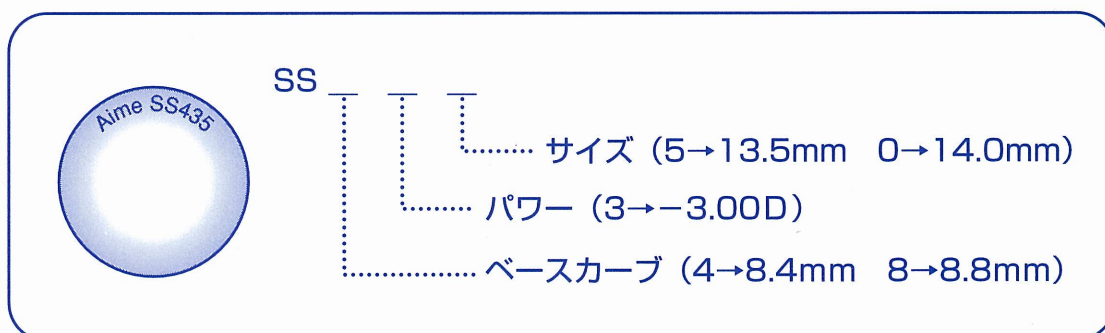 Aime SS435
SS _ _ _
サイズ（5→13.5mm　0→14.0mm）
パワー（3→−3.00D）
ベースカーブ（4→8.4mm　8→8.8mm）